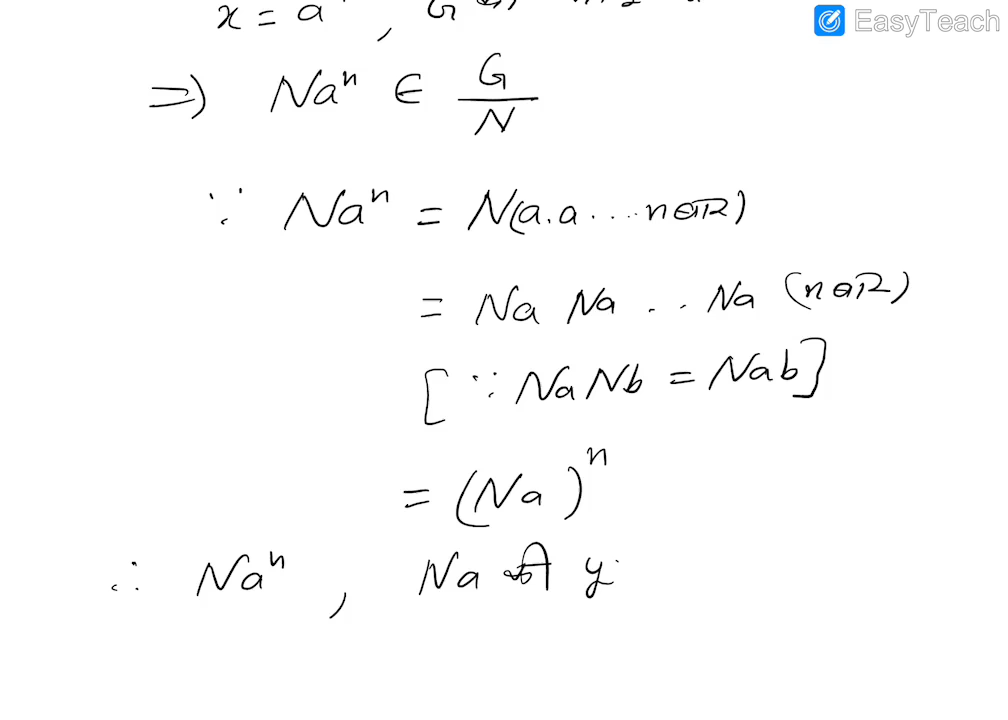 EasyTeach
x = a
⇒ Naⁿ ∈ G/N
∵ Naⁿ = N(a.a.... n बार)
= Na Na ... Na (n बार)
[∵ NaNb = Nab]
= (Na)ⁿ
∴ Naⁿ, Na की